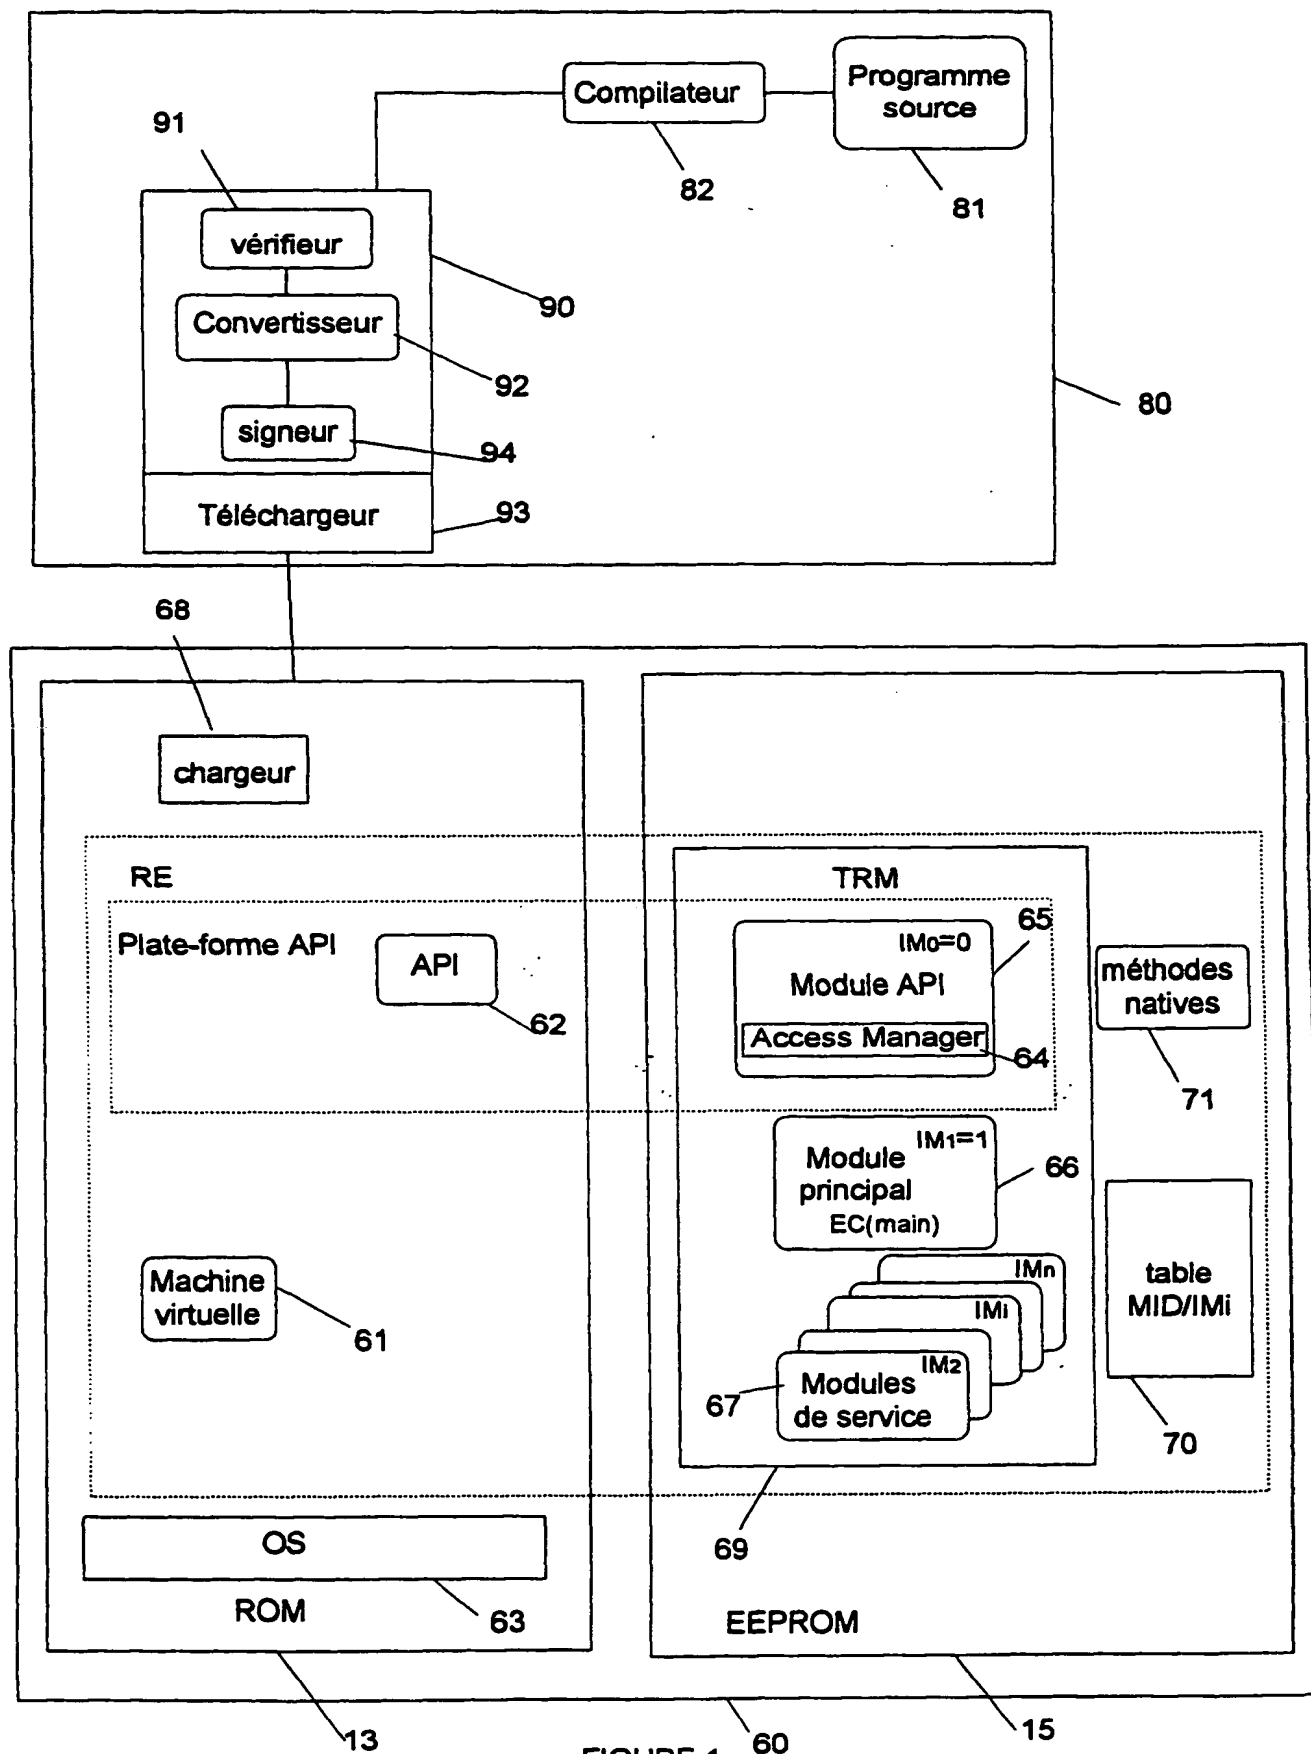 Programme
source
Compilateur
91
82
81
vérifieur
90
Convertisseur
92
80
signeur
94
Téléchargeur
93
68
chargeur
RE
TRM
65
Plate-forme API
API
62
IM0=0
Module API
Access Manager
64
méthodes
natives
71
IM1=1
Module
principal
EC(main)
66
Machine
virtuelle
61
IMn
IMi
IM2
Modules
de service
67
table
MID/IMi
70
69
OS
ROM
63
EEPROM
13
60
15
FIGURE 1